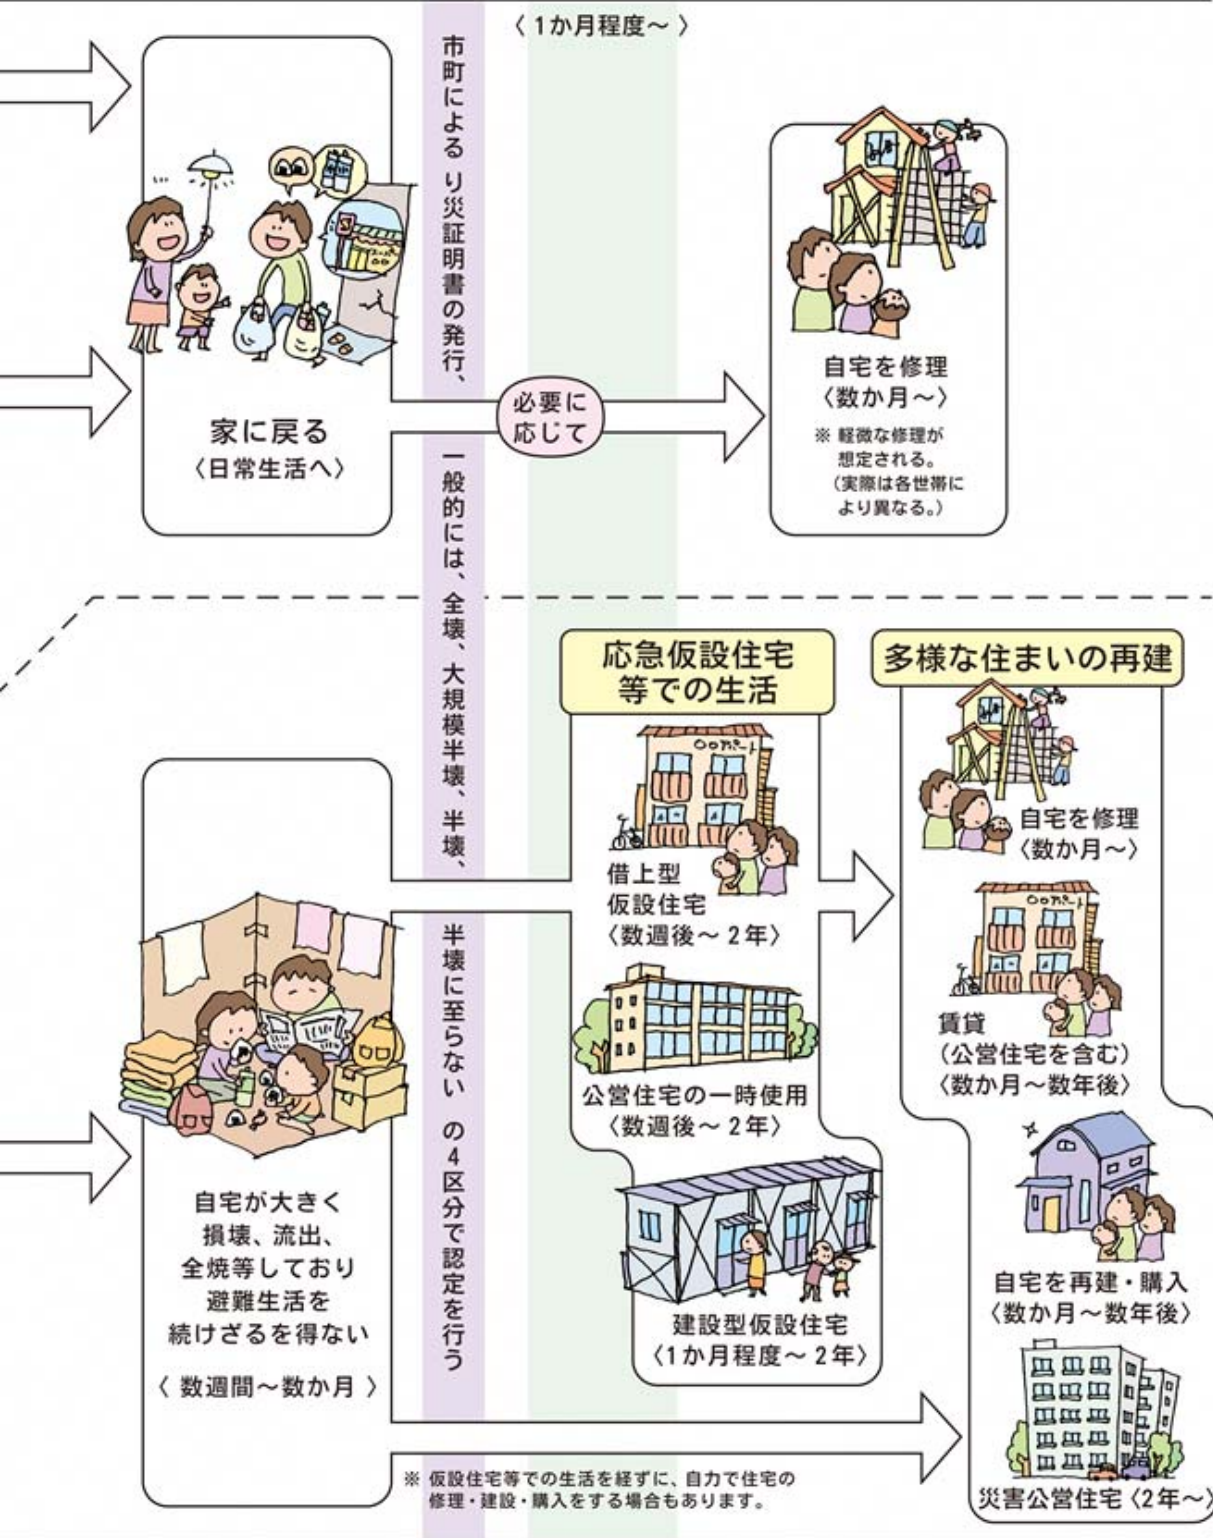 〈 1か月程度～ 〉
市町による り災証明書の発行、一般的には、全壊、大規模半壊、半壊、半壊に至らない の4区分で認定を行う
家に戻る
〈日常生活へ〉
必要に
応じて
自宅を修理
〈数か月～〉
※ 軽微な修理が
想定される。
（実際は各世帯に
より異なる。）
自宅が大きく
損壊、流出、
全焼等しており
避難生活を
続けざるを得ない
〈 数週間～数か月 〉
応急仮設住宅
等での生活
借上型
仮設住宅
〈数週後～ 2年〉
公営住宅の一時使用
〈数週後～ 2年〉
建設型仮設住宅
〈1か月程度～ 2年〉
多様な住まいの再建
自宅を修理
〈数か月～〉
賃貸
（公営住宅を含む）
〈数か月～数年後〉
自宅を再建・購入
〈数か月～数年後〉
災害公営住宅〈2年～〉
※ 仮設住宅等での生活を経ずに、自力で住宅の
修理・建設・購入をする場合もあります。